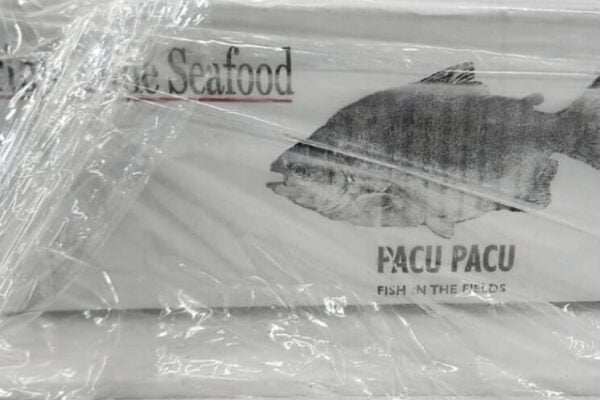 Seafood
PACU PACU
FISH IN THE FIELDS